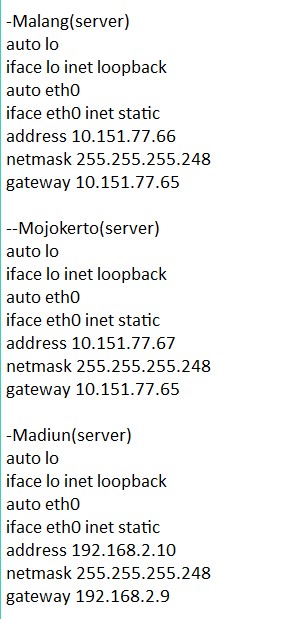 -Malang(server)
auto lo
iface lo inet loopback
auto eth0
iface eth0 inet static
address 10.151.77.66
netmask 255.255.255.248
gateway 10.151.77.65

--Mojokerto(server)
auto lo
iface lo inet loopback
auto eth0
iface eth0 inet static
address 10.151.77.67
netmask 255.255.255.248
gateway 10.151.77.65

-Madiun(server)
auto lo
iface lo inet loopback
auto eth0
iface eth0 inet static
address 192.168.2.10
netmask 255.255.255.248
gateway 192.168.2.9